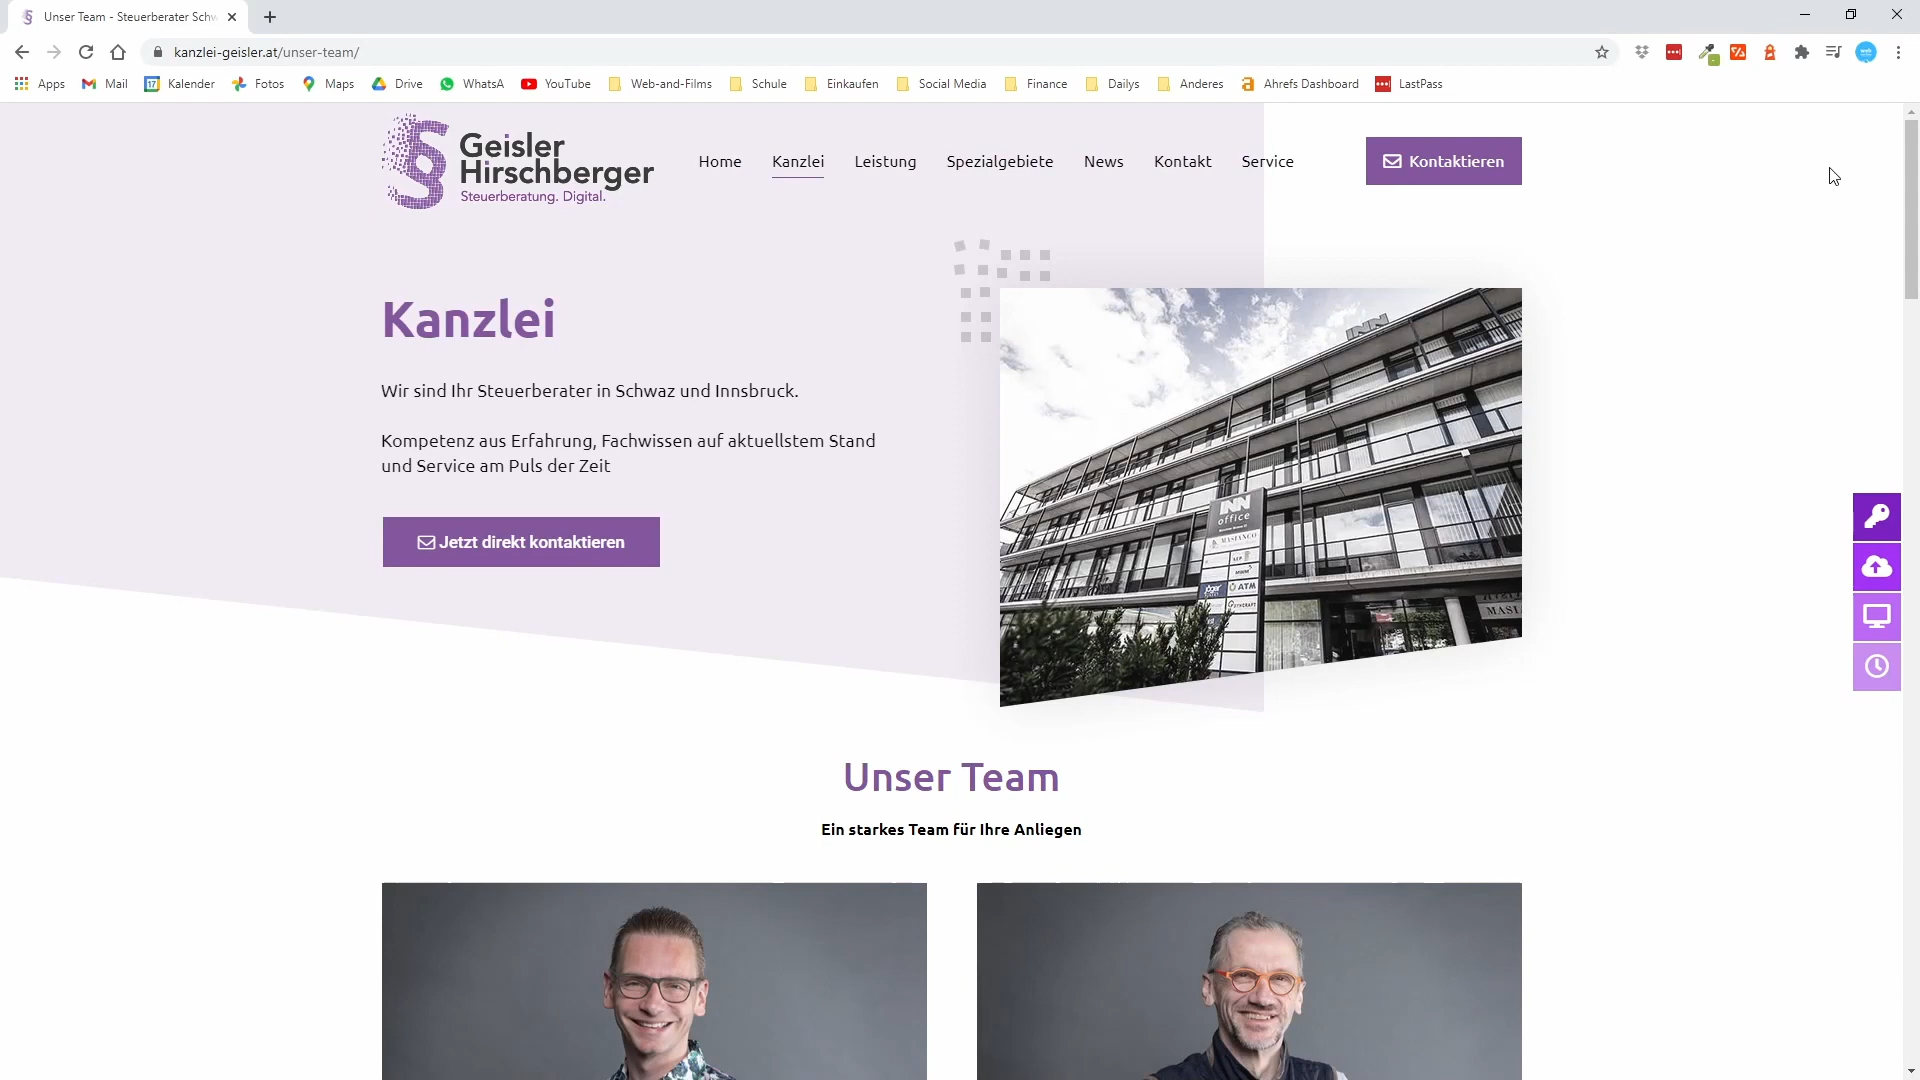 Unser Team - Steuerberater Schw
kanzlei-geisler.at/unser-team/
Apps Mail Kalender Fotos Maps Drive WhatsA YouTube Web-and-Films Schule Einkaufen Social Media Finance Dailys Anderes Ahrefs Dashboard LastPass
Geisler
Hirschberger
Steuerberatung. Digital.
Home Kanzlei Leistung Spezialgebiete News Kontakt Service
Kontaktieren
Kanzlei
Wir sind Ihr Steuerberater in Schwaz und Innsbruck.
Kompetenz aus Erfahrung, Fachwissen auf aktuellstem Stand
und Service am Puls der Zeit
Jetzt direkt kontaktieren
INN
INN
office
MASIANCO
ATM
MASI
Unser Team
Ein starkes Team für Ihre Anliegen